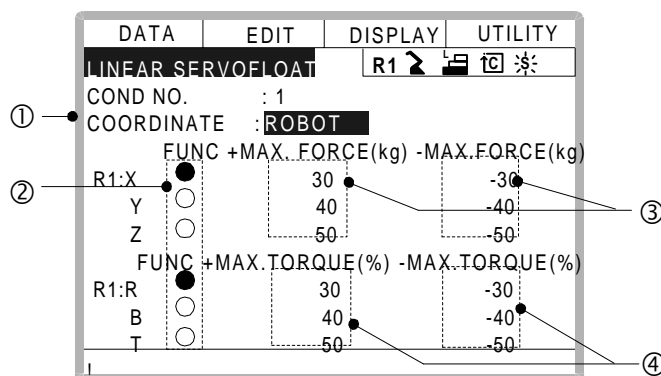 DATA EDIT DISPLAY UTILITY
LINEAR SERVOFLOAT R1 L C S
COND NO. : 1
① COORDINATE : ROBOT
FUNC +MAX. FORCE(kg) -MAX.FORCE(kg)
② R1:X 30 -30 ③
Y 40 -40
Z 50 -50
FUNC +MAX.TORQUE(%) -MAX.TORQUE(%)
R1:R 30 -30
B 40 -40
T 50 -50 ④
!